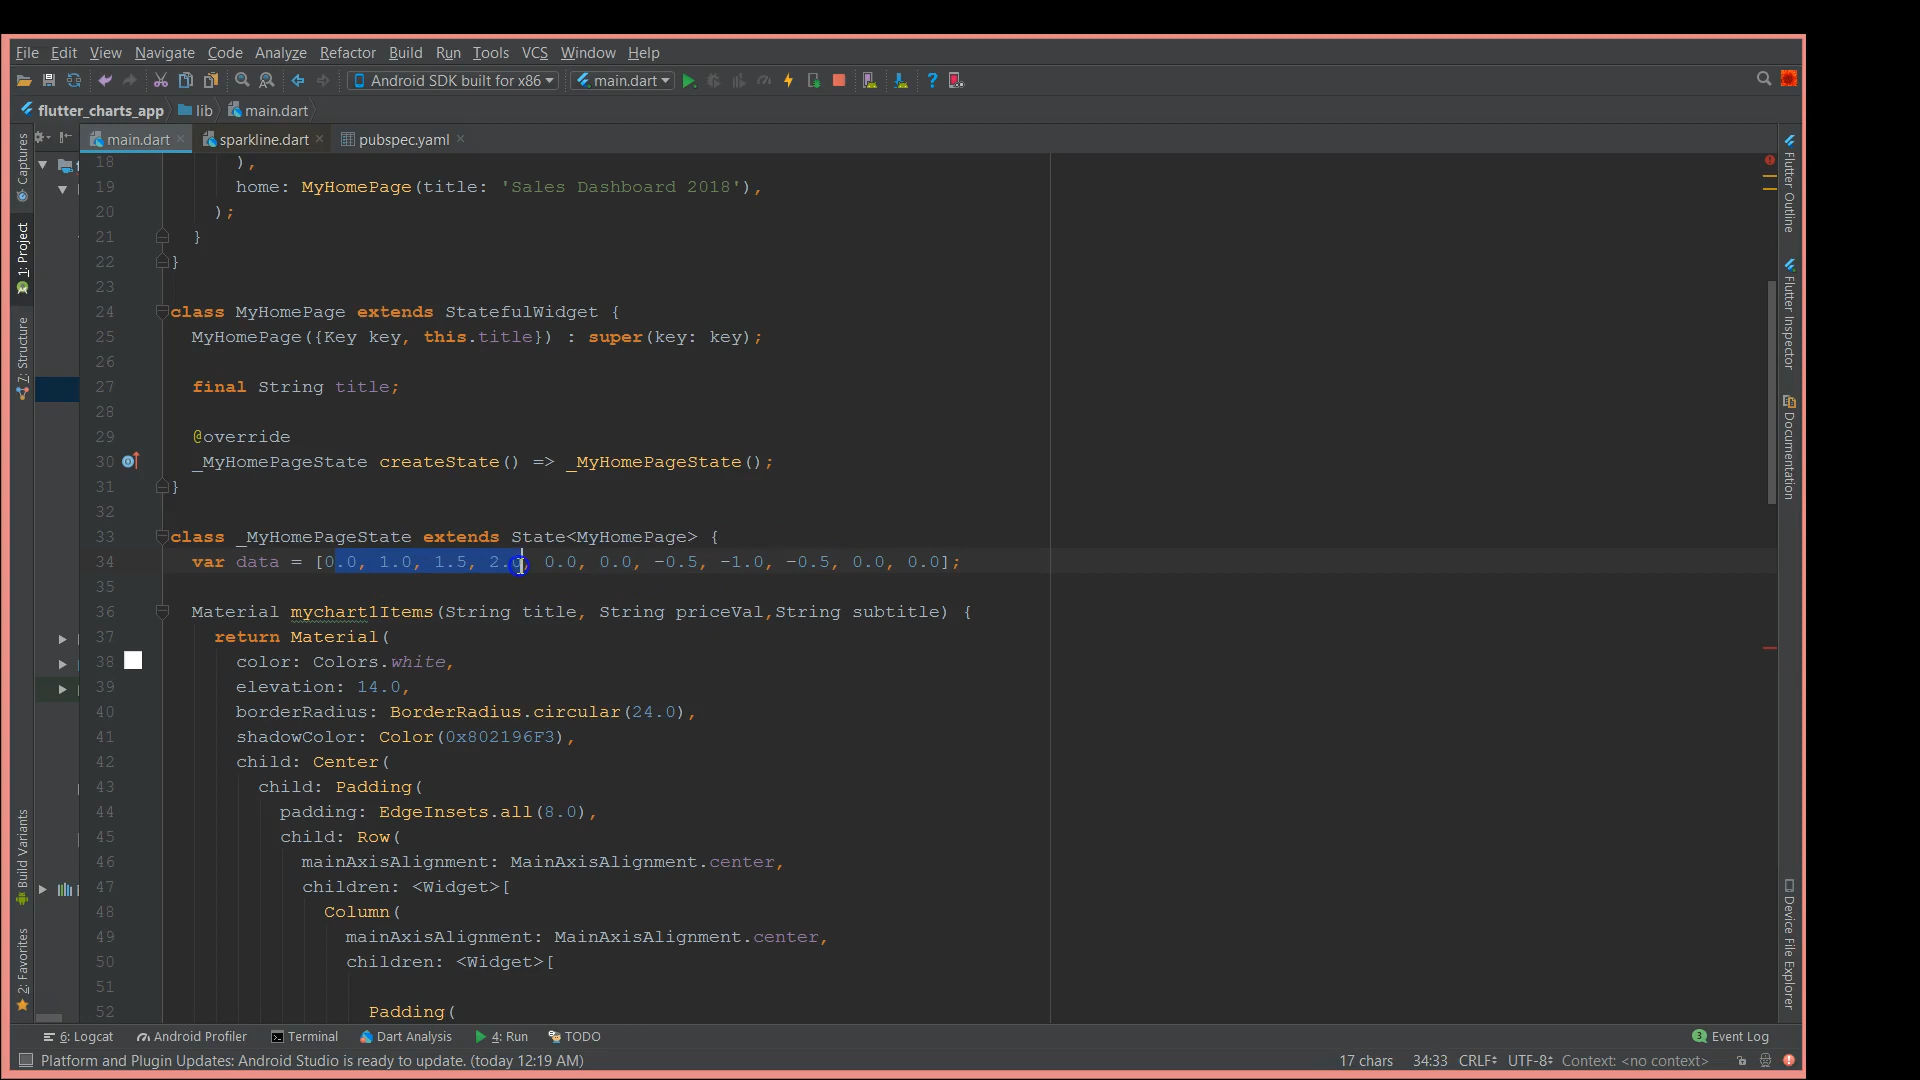 File Edit View Navigate Code Analyze Refactor Build Run Tools VCS Window Help
Android SDK built for x86 main.dart
flutter_charts_app lib main.dart
main.dart sparkline.dart pubspec.yaml
18 ),
19 home: MyHomePage(title: 'Sales Dashboard 2018'),
20 );
21 }
22 }
23
24 class MyHomePage extends StatefulWidget {
25 MyHomePage({Key key, this.title}) : super(key: key);
26
27 final String title;
28
29 @override
30 _MyHomePageState createState() => _MyHomePageState();
31 }
32
33 class _MyHomePageState extends State<MyHomePage> {
34 var data = [0.0, 1.0, 1.5, 2.0, 0.0, 0.0, -0.5, -1.0, -0.5, 0.0, 0.0];
35
36 Material mychart1Items(String title, String priceVal,String subtitle) {
37 return Material(
38 color: Colors.white,
39 elevation: 14.0,
40 borderRadius: BorderRadius.circular(24.0),
41 shadowColor: Color(0x802196F3),
42 child: Center(
43 child: Padding(
44 padding: EdgeInsets.all(8.0),
45 child: Row(
46 mainAxisAlignment: MainAxisAlignment.center,
47 children: <Widget>[
48 Column(
49 mainAxisAlignment: MainAxisAlignment.center,
50 children: <Widget>[
51
52 Padding(
Captures
1: Project
7: Structure
Build Variants
2: Favorites
Flutter Outline
Flutter Inspector
Documentation
Device File Explorer
6: Logcat Android Profiler Terminal Dart Analysis 4: Run TODO 3 Event Log
Platform and Plugin Updates: Android Studio is ready to update. (today 12:19 AM) 17 chars 34:33 CRLF UTF-8 Context: <no context>